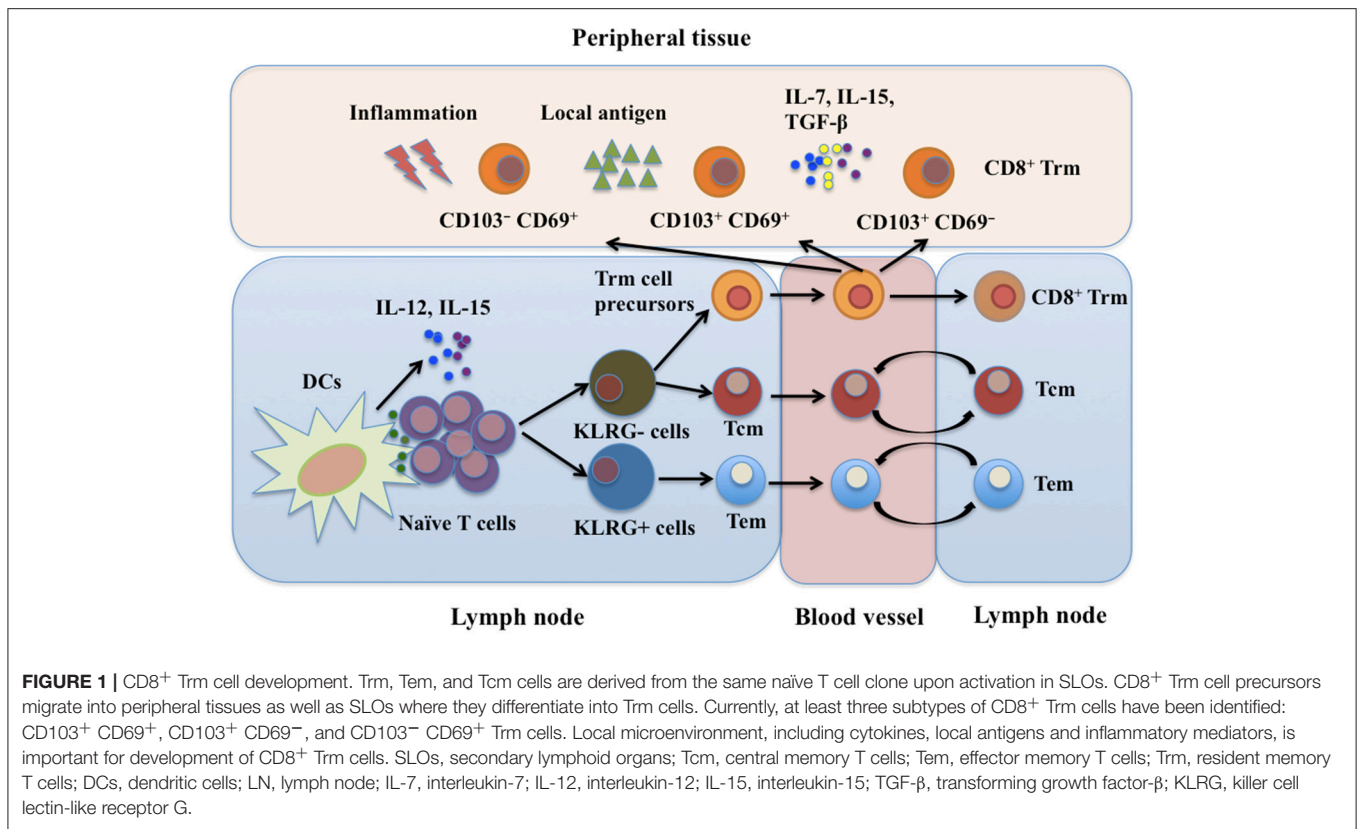 Peripheral tissue
Inflammation
Local antigen
IL-7, IL-15,
TGF-β
CD8⁺ Trm
CD103⁻ CD69⁺
CD103⁺ CD69⁺
CD103⁺ CD69⁻
Trm cell
precursors
CD8⁺ Trm
IL-12, IL-15
DCs
KLRG- cells
Tcm
Tcm
Naïve T cells
KLRG+ cells
Tem
Tem
Lymph node
Blood vessel
Lymph node
FIGURE 1 | CD8⁺ Trm cell development. Trm, Tem, and Tcm cells are derived from the same naïve T cell clone upon activation in SLOs. CD8⁺ Trm cell precursors
migrate into peripheral tissues as well as SLOs where they differentiate into Trm cells. Currently, at least three subtypes of CD8⁺ Trm cells have been identified:
CD103⁺ CD69⁺, CD103⁺ CD69⁻, and CD103⁻ CD69⁺ Trm cells. Local microenvironment, including cytokines, local antigens and inflammatory mediators, is
important for development of CD8⁺ Trm cells. SLOs, secondary lymphoid organs; Tcm, central memory T cells; Tem, effector memory T cells; Trm, resident memory
T cells; DCs, dendritic cells; LN, lymph node; IL-7, interleukin-7; IL-12, interleukin-12; IL-15, interleukin-15; TGF-β, transforming growth factor-β; KLRG, killer cell
lectin-like receptor G.